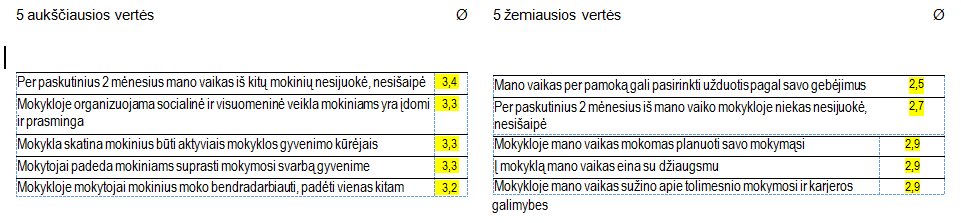 5 aukščiausios vertės Ø
Per paskutinius 2 mėnesius mano vaikas iš kitų mokinių nesijuokė, nesišaipė 3,4
Mokykloje organizuojama socialinė ir visuomeninė veikla mokiniams yra įdomi 3,3
ir prasminga
Mokykla skatina mokinius būti aktyviais mokyklos gyvenimo kūrėjais 3,3
Mokytojai padeda mokiniams suprasti mokymosi svarbą gyvenime 3,3
Mokykloje mokytojai mokinius moko bendradarbiauti, padėti vienas kitam 3,2
5 žemiausios vertės Ø
Mano vaikas per pamoką gali pasirinkti užduotis pagal savo gebėjimus 2,5
Per paskutinius 2 mėnesius iš mano vaiko mokykloje niekas nesijuokė, 2,7
nesišaipė
Mokykloje mano vaikas mokomas planuoti savo mokymąsi 2,9
Į mokyklą mano vaikas eina su džiaugsmu 2,9
Mokykloje mano vaikas sužino apie tolimesnio mokymosi ir karjeros 2,9
galimybes